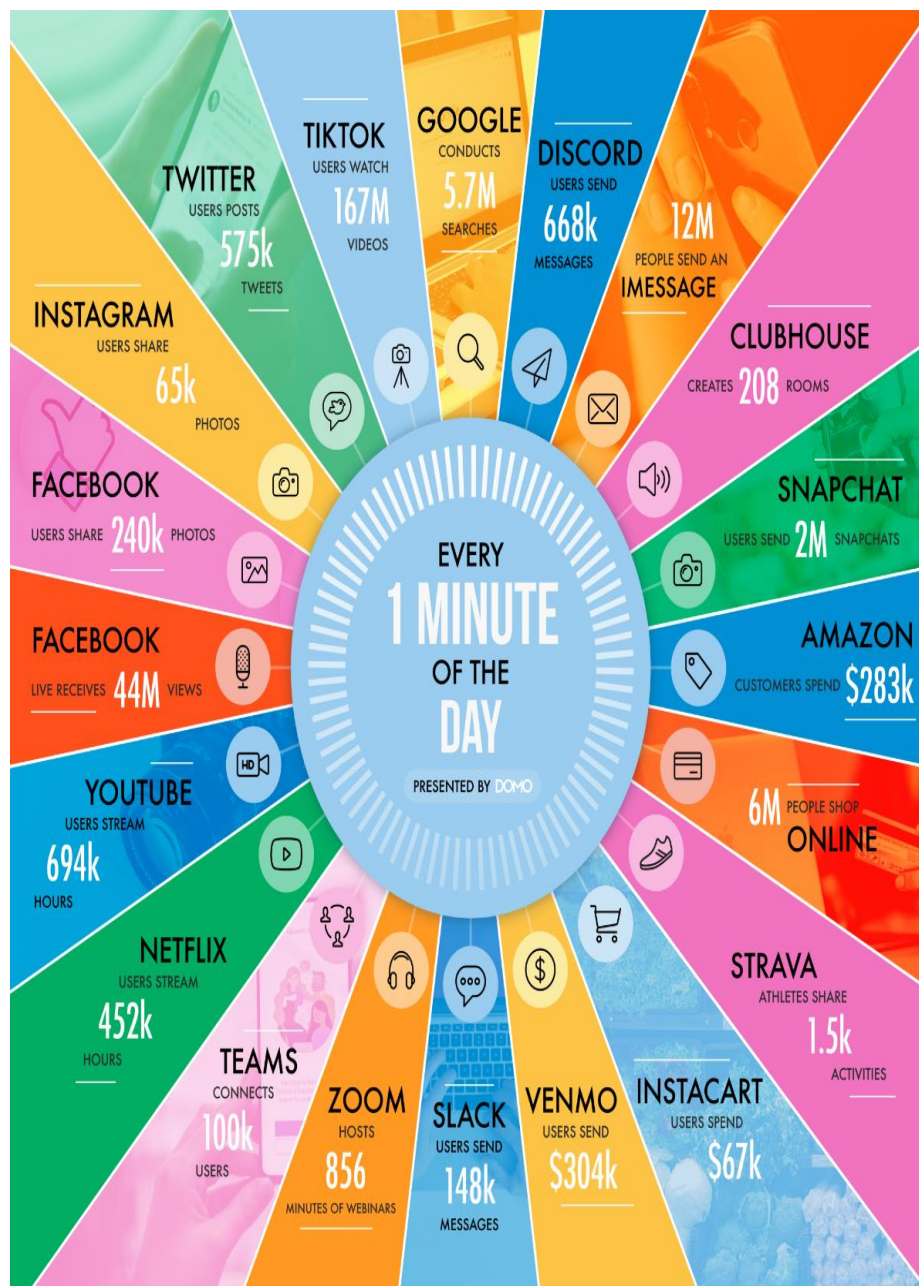 EVERY
1 MINUTE
OF THE
DAY
PRESENTED BY DOMO
GOOGLE
CONDUCTS
5.7M
SEARCHES
DISCORD
USERS SEND
668k
MESSAGES
12M
PEOPLE SEND AN
IMESSAGE
CLUBHOUSE
CREATES 208 ROOMS
SNAPCHAT
USERS SEND 2M SNAPCHATS
AMAZON
CUSTOMERS SPEND $283k
6M PEOPLE SHOP
ONLINE
STRAVA
ATHLETES SHARE
1.5k
ACTIVITIES
INSTACART
USERS SPEND
$67k
VENMO
USERS SEND
$304k
SLACK
USERS SEND
148k
MESSAGES
ZOOM
HOSTS
856
MINUTES OF WEBINARS
TEAMS
CONNECTS
100k
USERS
NETFLIX
USERS STREAM
452k
HOURS
YOUTUBE
USERS STREAM
694k
HOURS
HD
FACEBOOK
LIVE RECEIVES 44M VIEWS
FACEBOOK
USERS SHARE 240k PHOTOS
INSTAGRAM
USERS SHARE
65k
PHOTOS
TWITTER
USERS POSTS
575k
TWEETS
TIKTOK
USERS WATCH
167M
VIDEOS